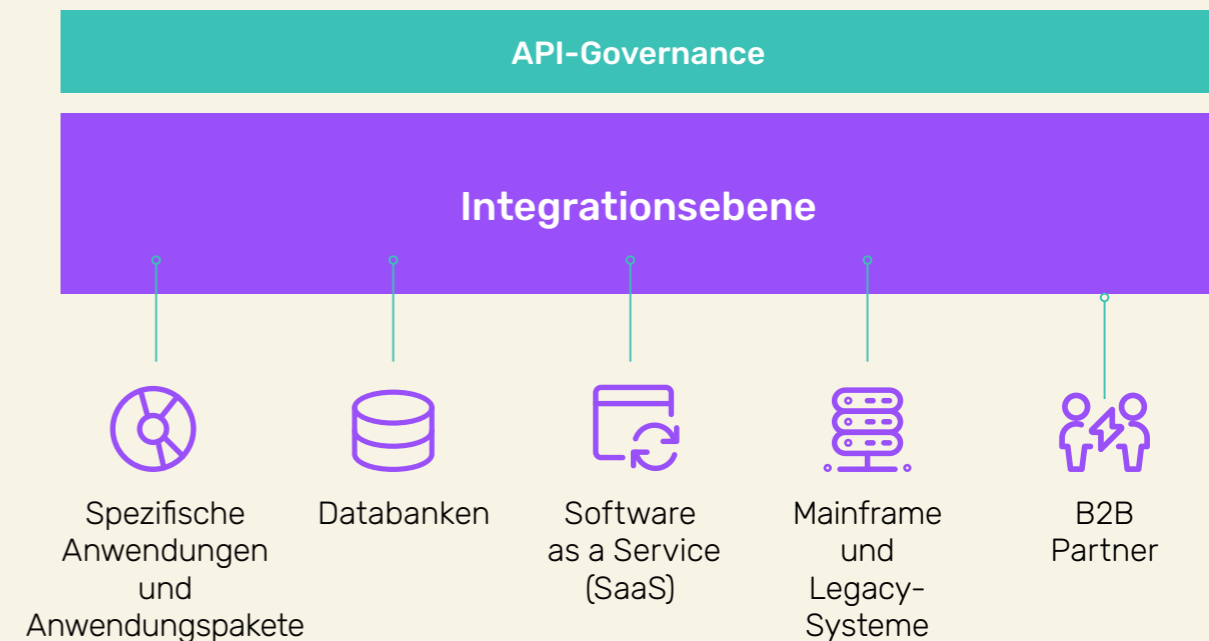 API-Governance
Integrationsebene
Spezifische
Anwendungen
und
Anwendungspakete
Databanken
Software
as a Service
(SaaS)
Mainframe
und
Legacy-
Systeme
B2B
Partner